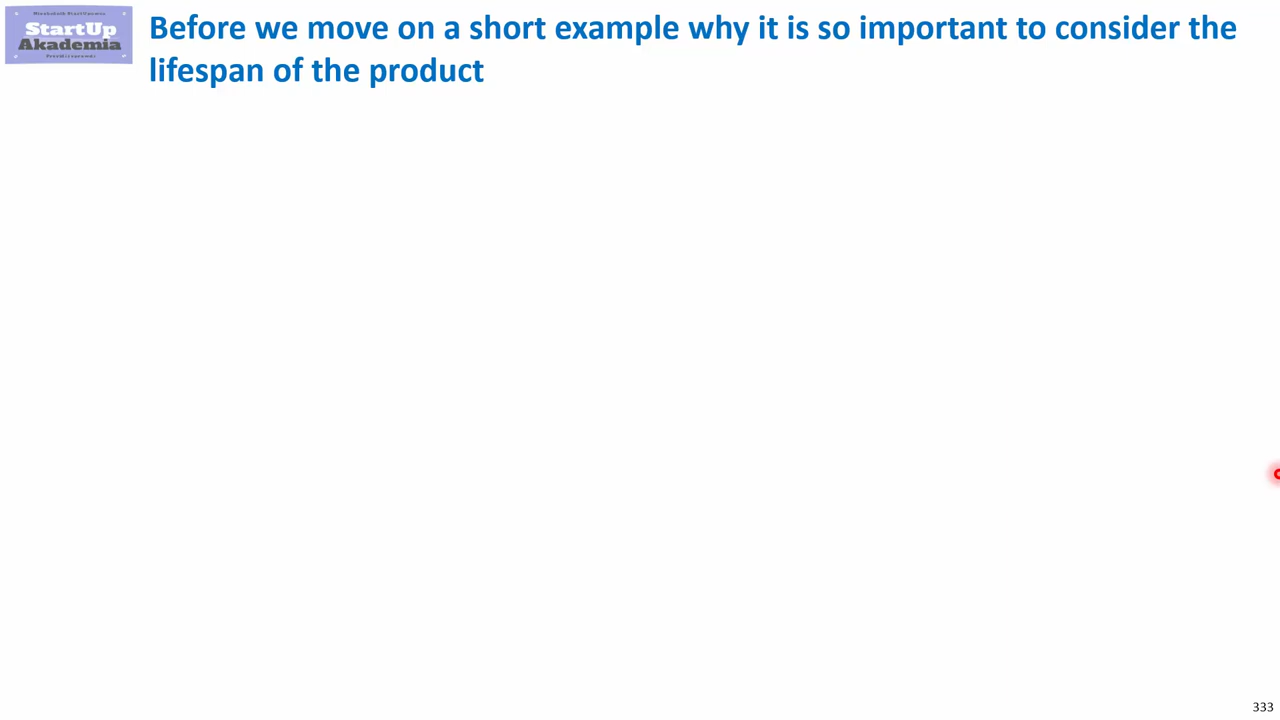 StartUp
Akademia
Before we move on a short example why it is so important to consider the
lifespan of the product
333